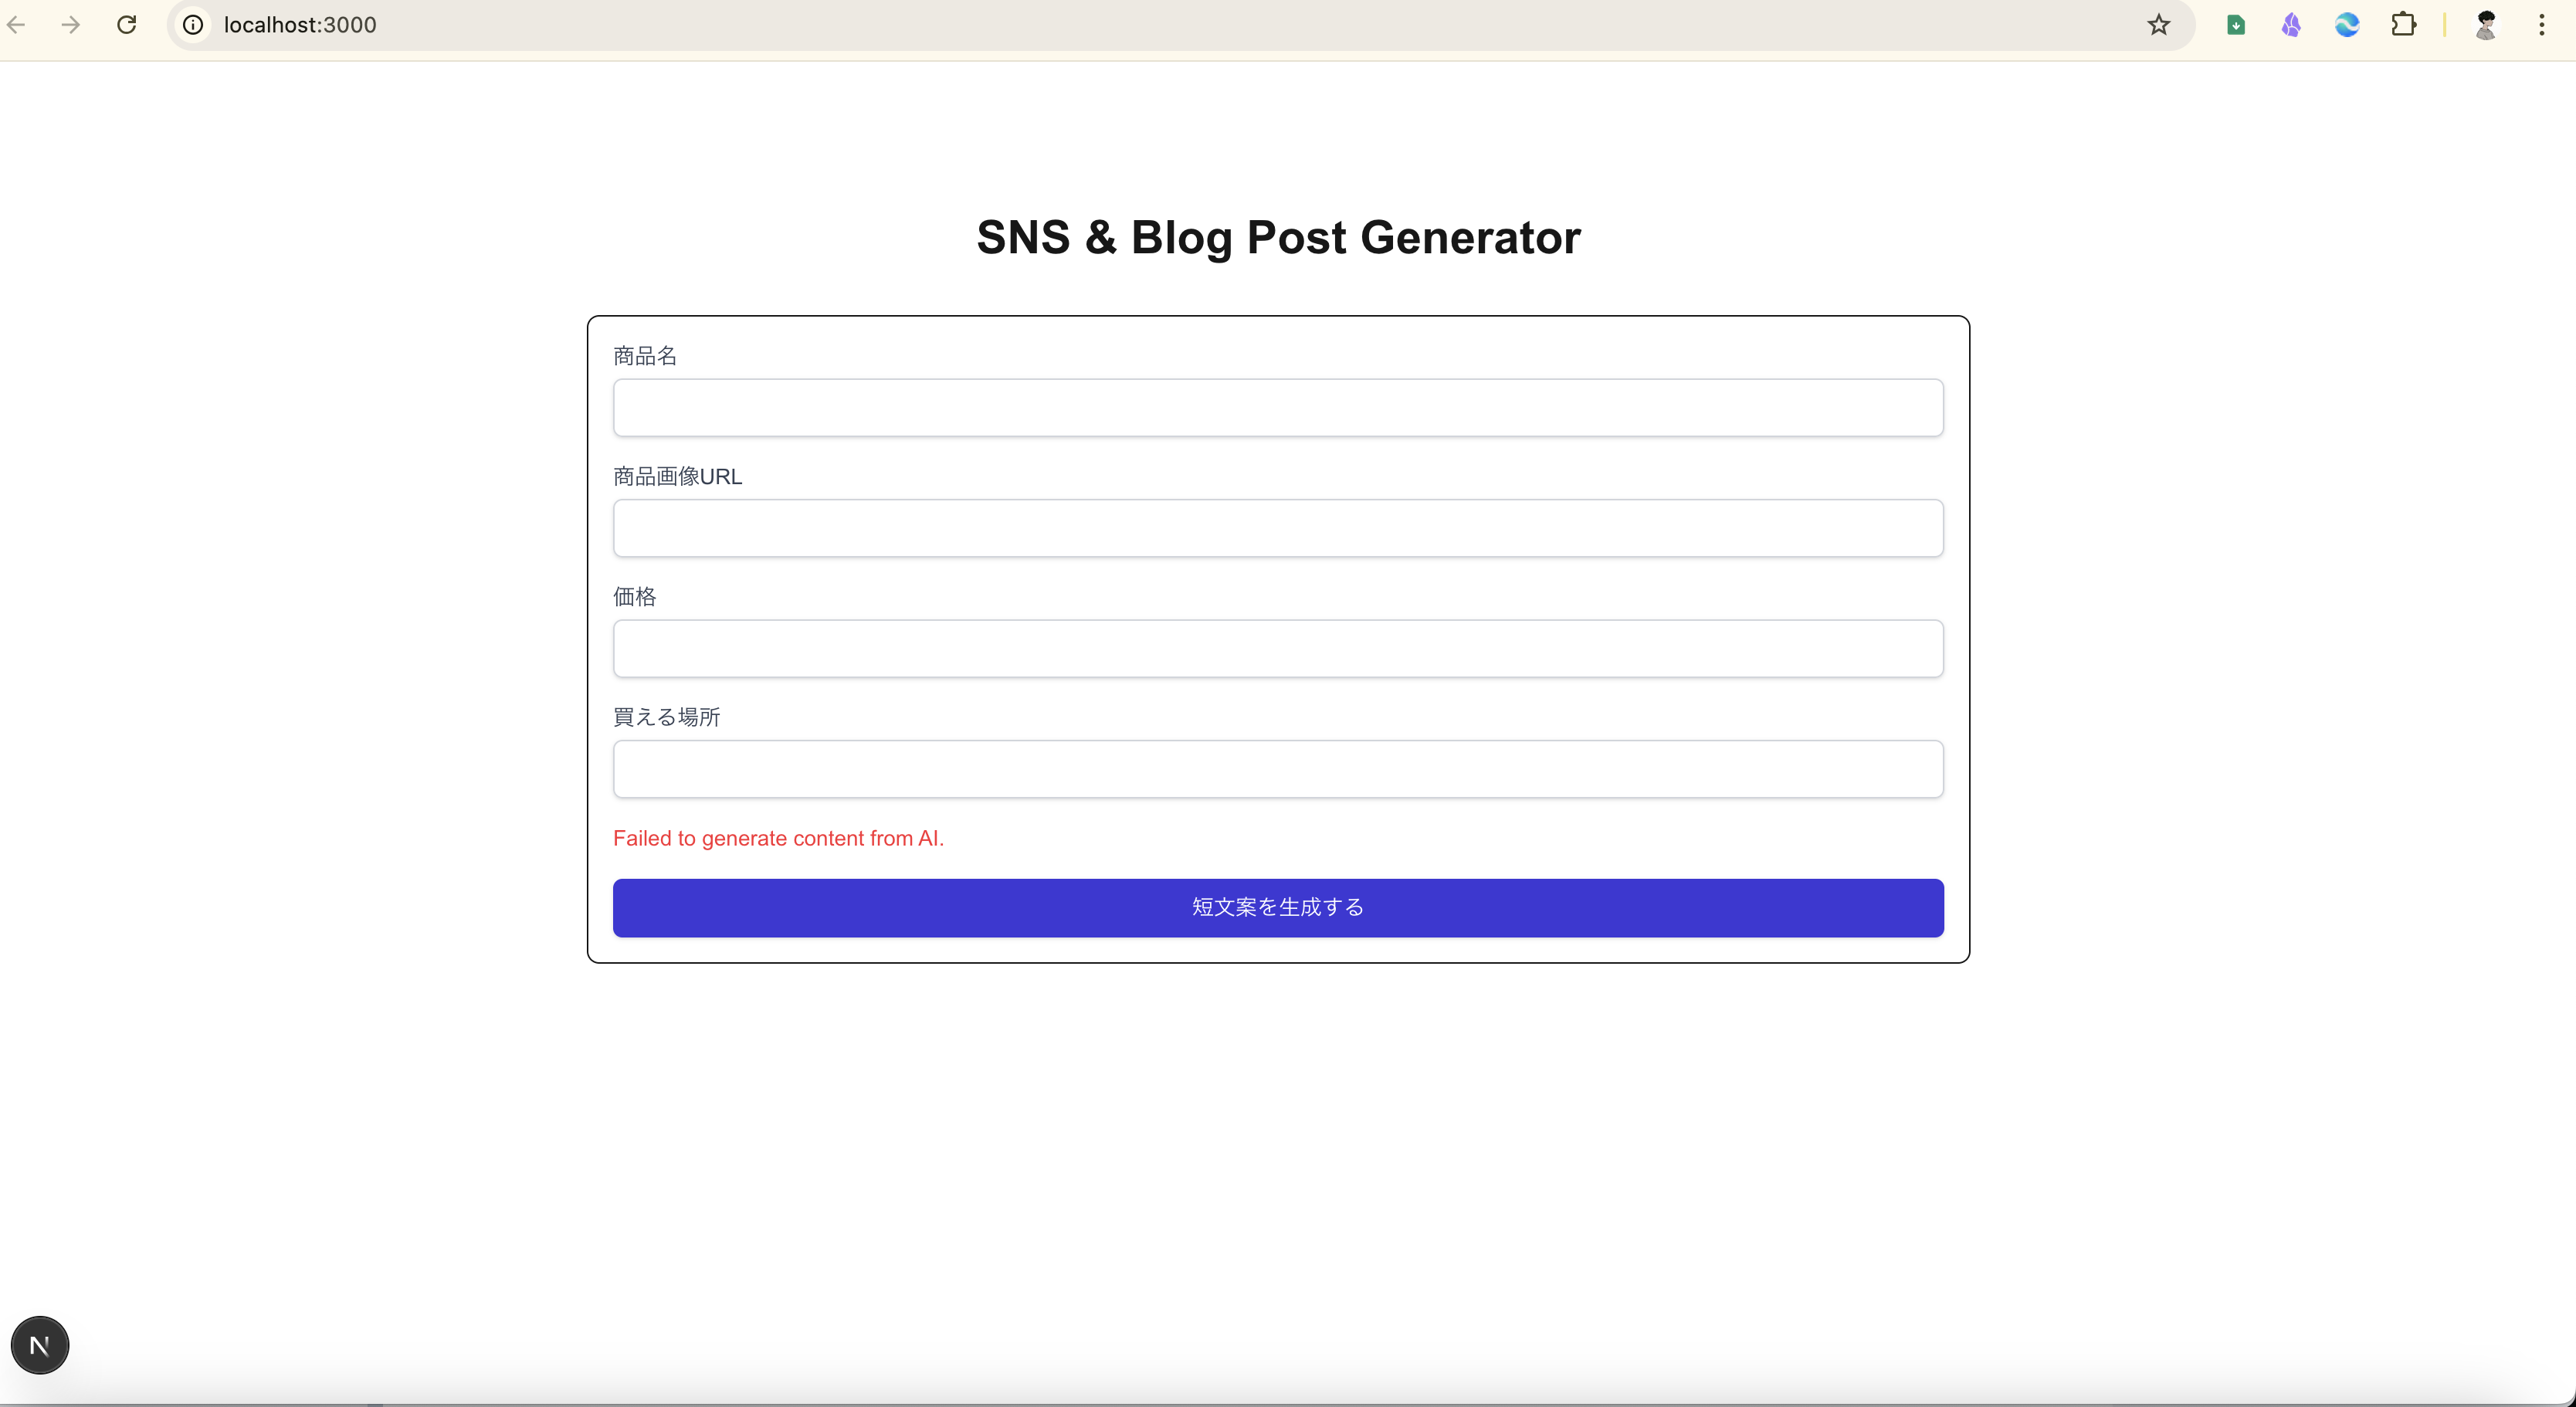 localhost:3000
SNS & Blog Post Generator
商品名
商品画像URL
価格
買える場所
Failed to generate content from AI.
短文案を生成する
N